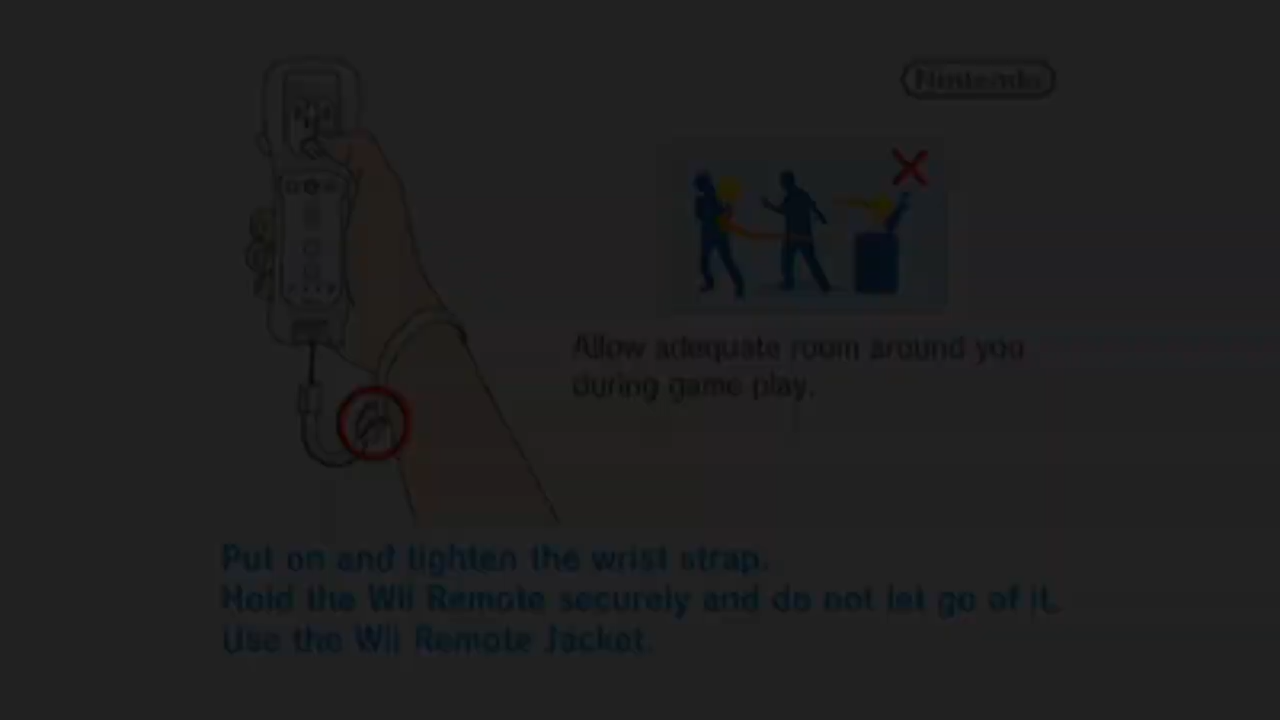 Nintendo
Allow adequate room around you
during game play.
Put on and tighten the wrist strap.
Hold the Wii Remote securely and do not let go of it.
Use the Wii Remote Jacket.